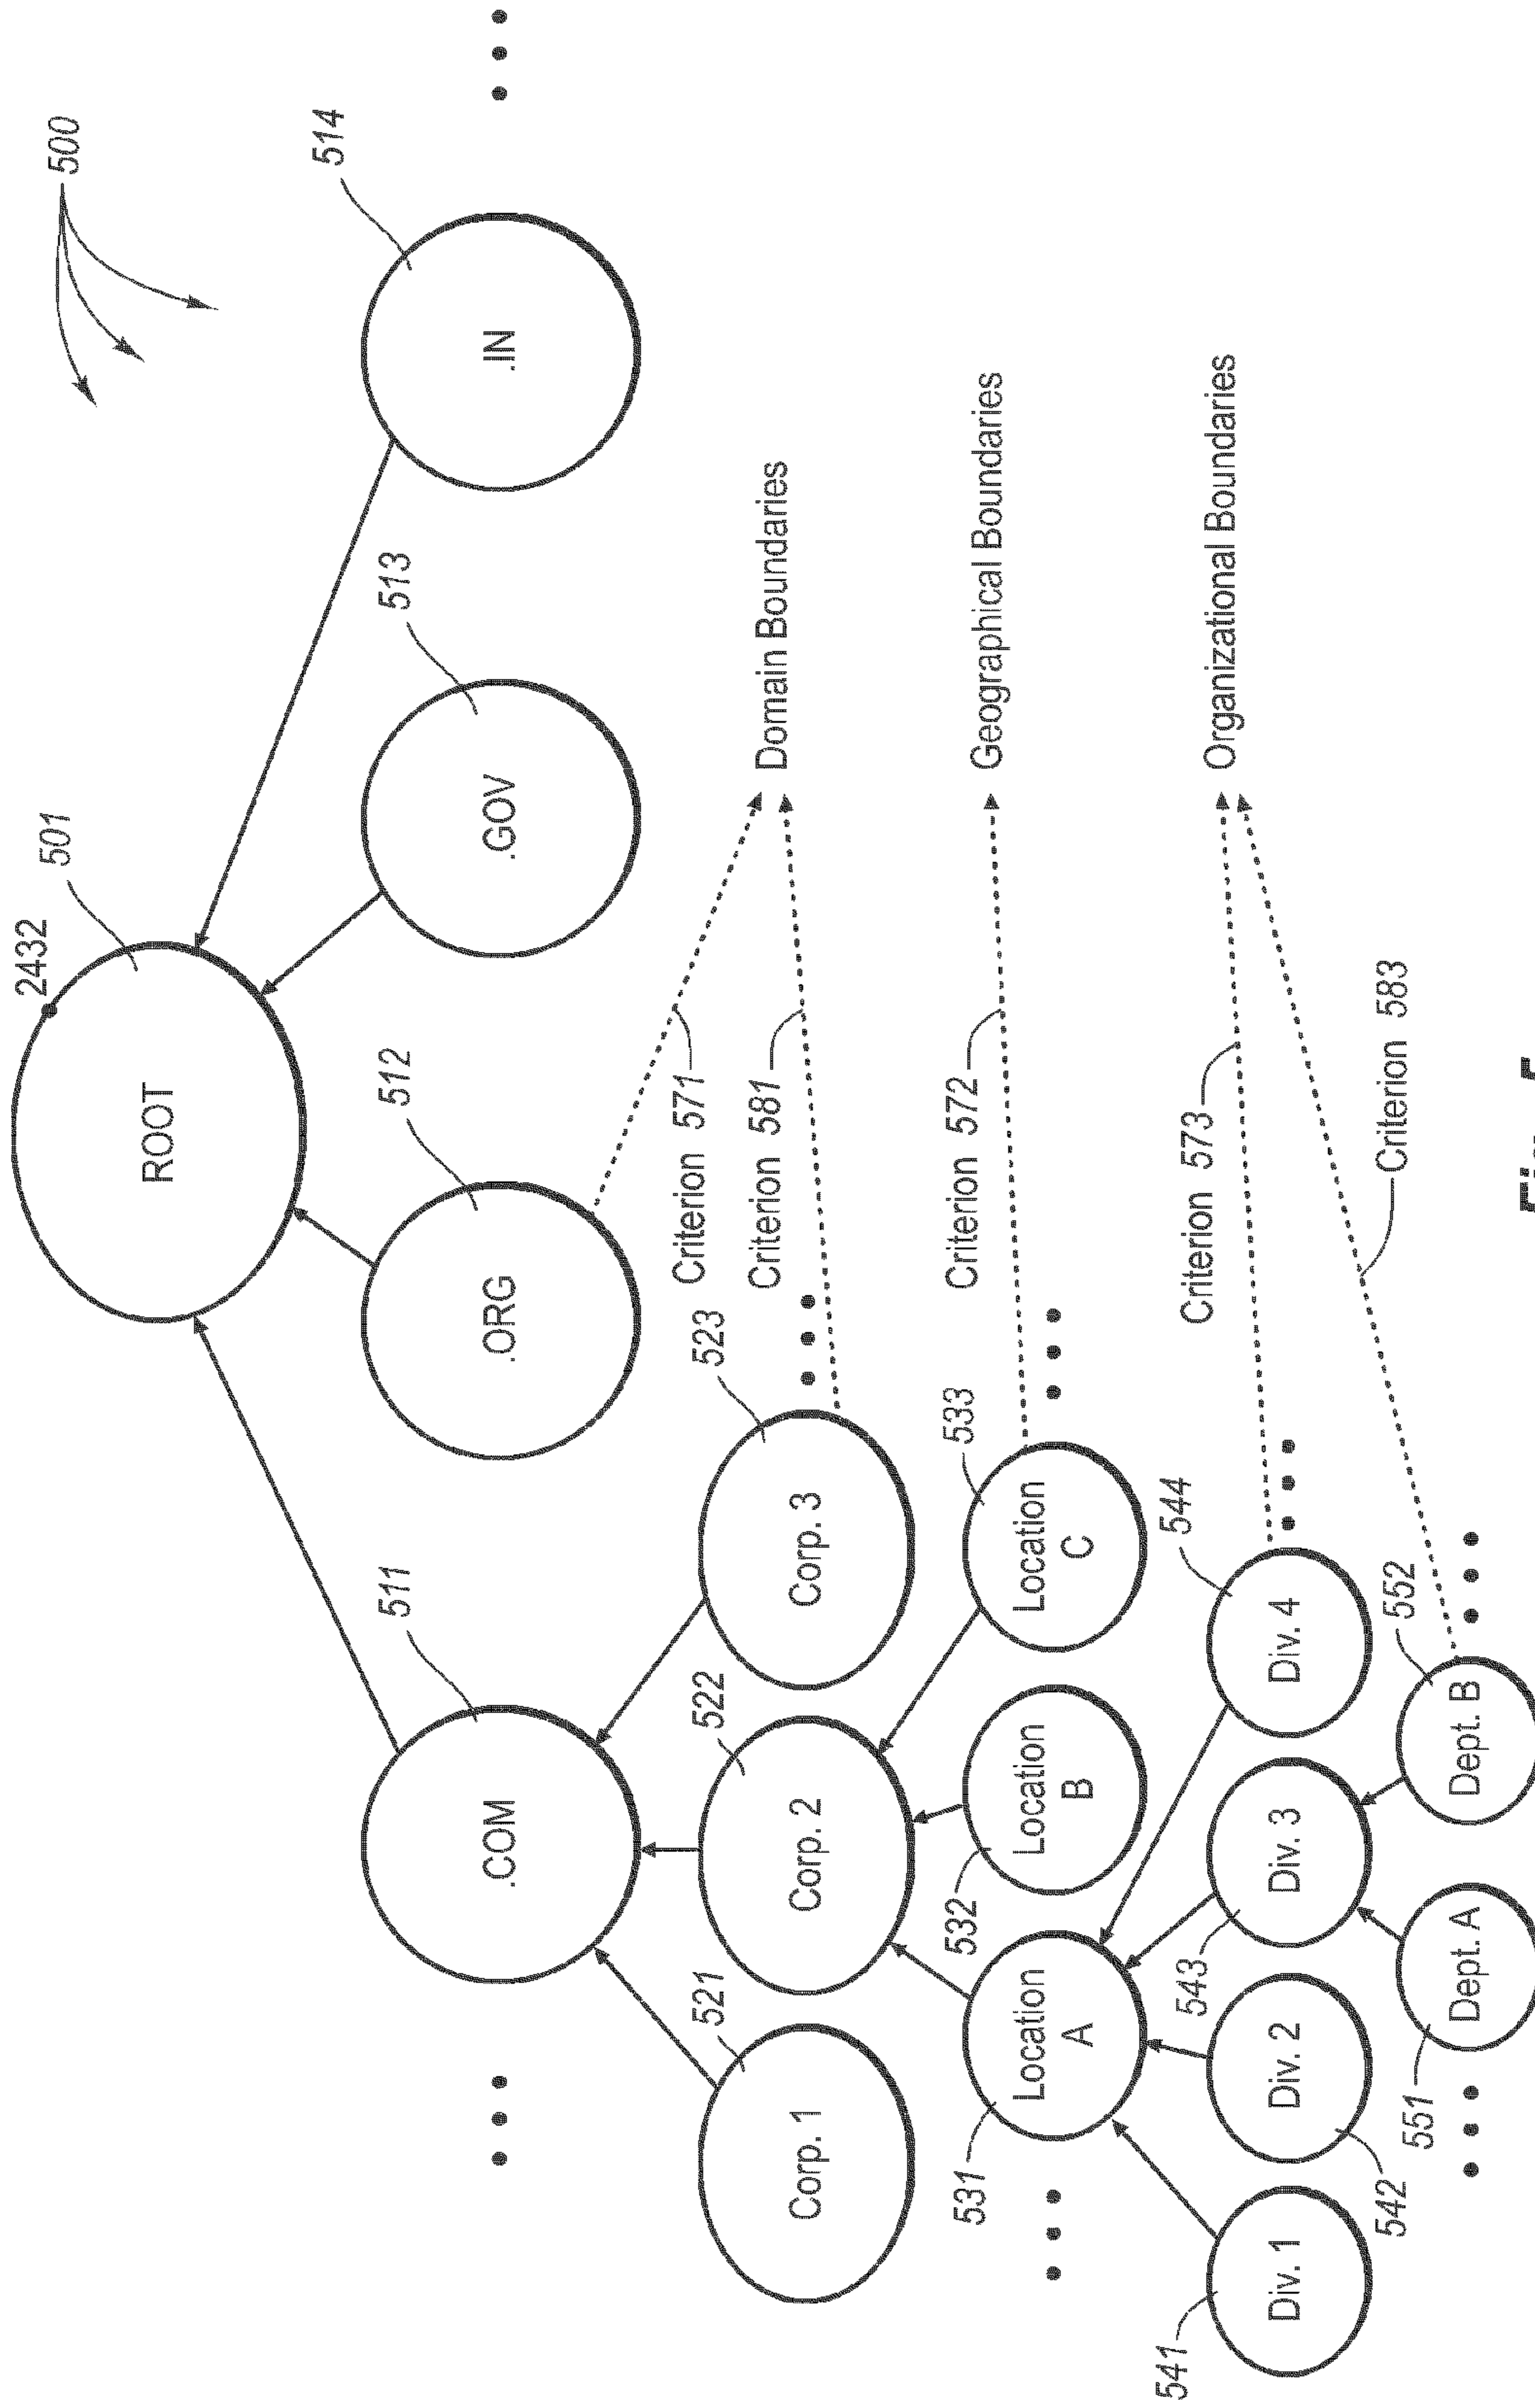 500
2432
501
ROOT
514
.IN
513
.GOV
512
.ORG
511
.COM
Domain Boundaries
Criterion 571
Criterion 581
523
Corp. 3
522
Corp. 2
521
Corp. 1
Geographical Boundaries
Criterion 572
533
Location
C
532
Location
B
531
Location
A
Organizational Boundaries
Criterion 573
Criterion 583
544
Div. 4
543
Div. 3
542
Div. 2
541
Div. 1
552
Dept. B
551
Dept. A